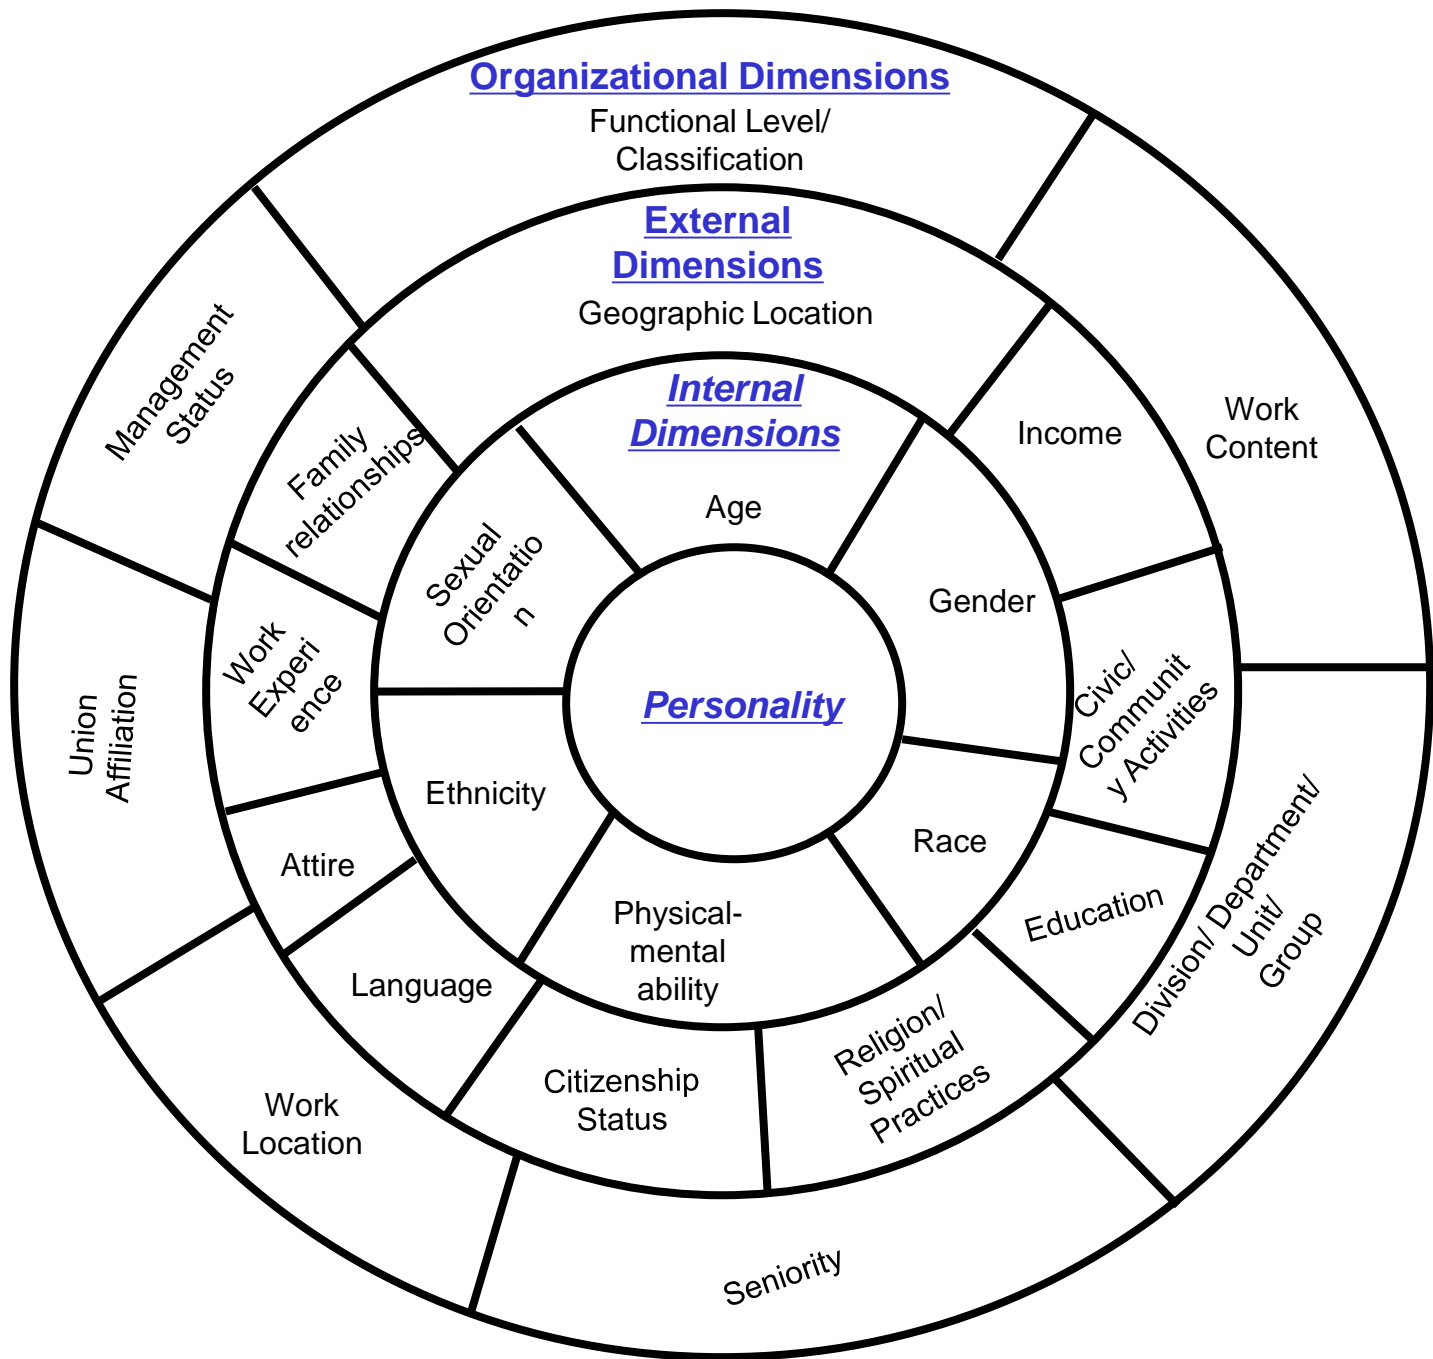 Organizational Dimensions
Functional Level/
Classification
External
Dimensions
Geographic Location
Internal
Dimensions
Age
Personality
Management
Status
Family
relationships
Sexual
Orientatio
n
Income
Work
Content
Gender
Work
Experi
ence
Union
Affiliation
Civic/
Communit
y Activities
Ethnicity
Race
Attire
Physical-
mental
ability
Education
Division/ Department/
Unit/
Group
Language
Citizenship
Status
Religion/
Spiritual
Practices
Work
Location
Seniority